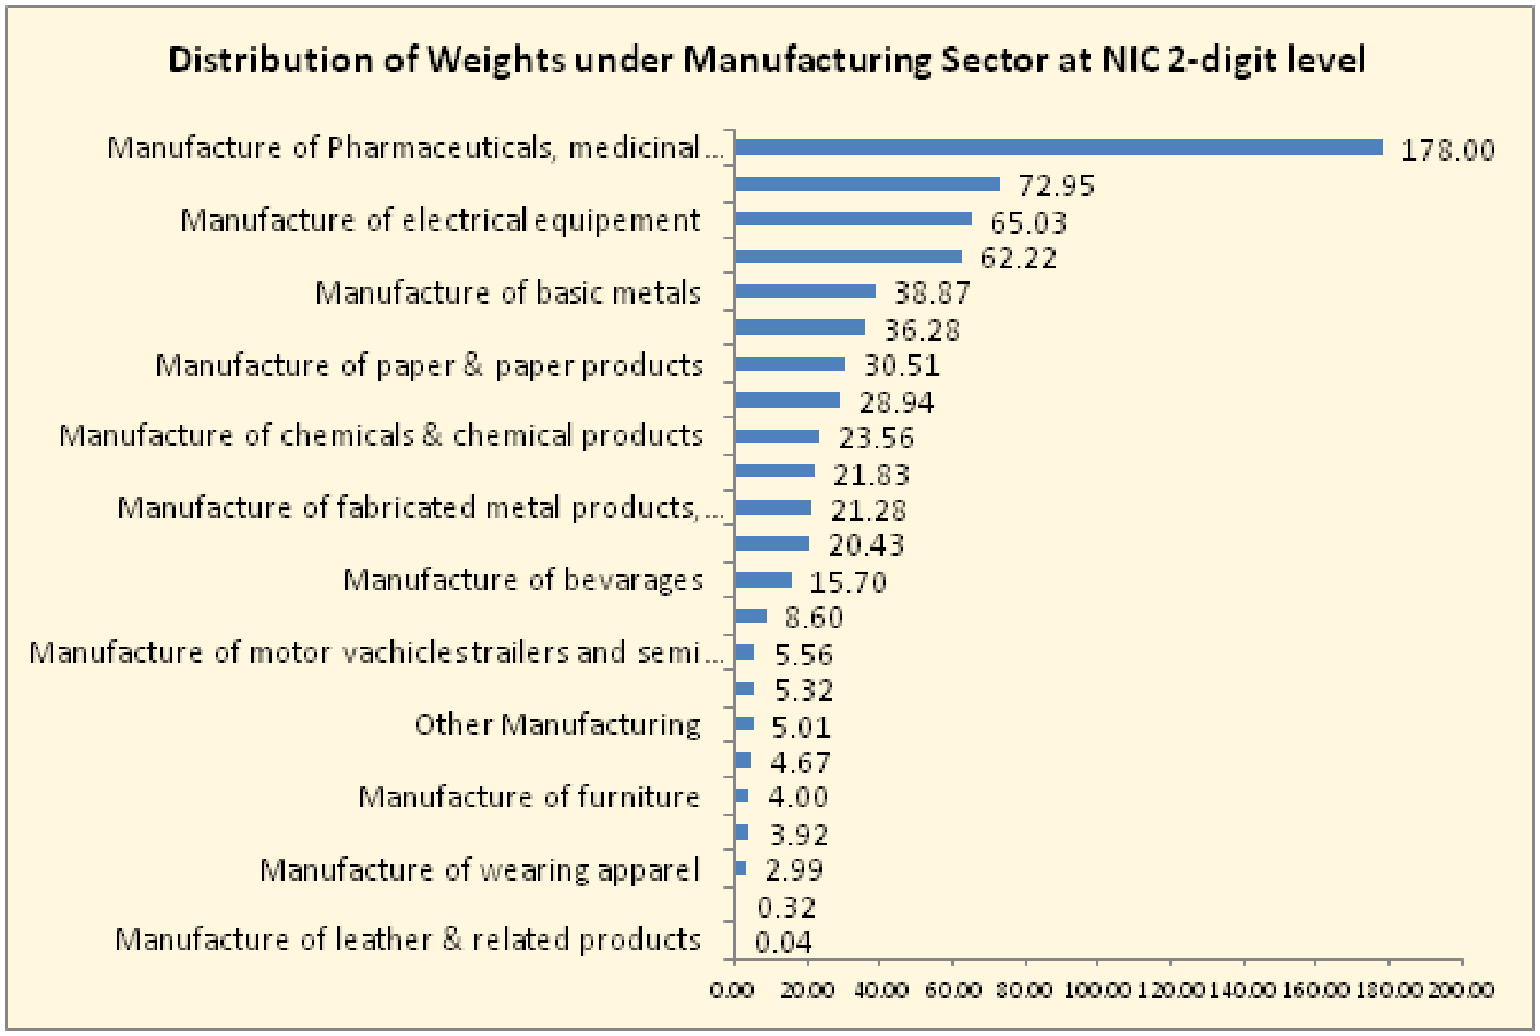 Distribution of Weights under Manufacturing Sector at NIC 2-digit level
Manufacture of Pharmaceuticals, medicinal ... 178.00
72.95
Manufacture of electrical equipement 65.03
62.22
Manufacture of basic metals 38.87
36.28
Manufacture of paper & paper products 30.51
28.94
Manufacture of chemicals & chemical products 23.56
21.83
Manufacture of fabricated metal products, ... 21.28
20.43
Manufacture of bevarages 15.70
8.60
Manufacture of motor vachicles trailers and semi ... 5.56
5.32
Other Manufacturing 5.01
4.67
Manufacture of furniture 4.00
3.92
Manufacture of wearing apparel 2.99
0.32
Manufacture of leather & related products 0.04
0.00 20.00 40.00 60.00 80.00 100.00 120.00 140.00 160.00 180.00 200.00